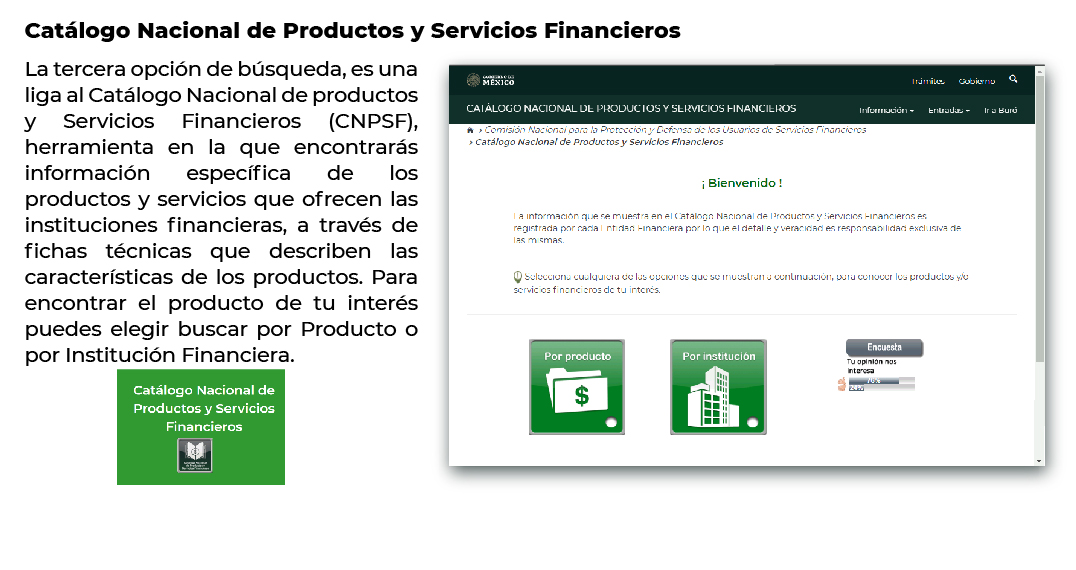 Catálogo Nacional de Productos y Servicios Financieros
La tercera opción de búsqueda, es una
liga al Catálogo Nacional de productos
y Servicios Financieros (CNPSF),
herramienta en la que encontrarás
información específica de los
productos y servicios que ofrecen las
instituciones financieras, a través de
fichas técnicas que describen las
características de los productos. Para
encontrar el producto de tu interés
puedes elegir buscar por Producto o
por Institución Financiera.
Catálogo Nacional de
Productos y Servicios
Financieros
GOBIERNO DE
MÉXICO
Trámites Gobierno
CATÁLOGO NACIONAL DE PRODUCTOS Y SERVICIOS FINANCIEROS
Información Entradas Ir a Buró
> Comisión Nacional para la Protección y Defensa de los Usuarios de Servicios Financieros
> Catálogo Nacional de Productos y Servicios Financieros
¡ Bienvenido !
La información que se muestra en el Catálogo Nacional de Productos y Servicios Financieros es
registrada por cada Entidad Financiera por lo que el detalle y veracidad es responsabilidad exclusiva de
las mismas.
Selecciona cualquiera de las opciones que se muestran a continuación, para conocer los productos y/o
servicios financieros de tu interés.
Por producto
$
Por institución
Encuesta
Tu opinión nos
interesa
76%